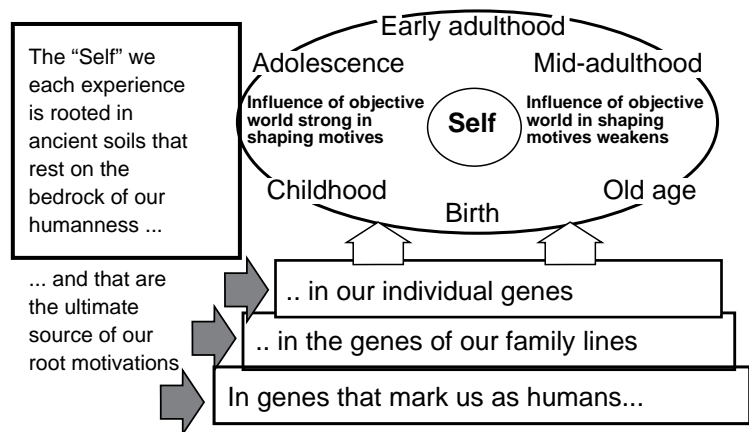 The “Self” we
each experience
is rooted in
ancient soils that
rest on the
bedrock of our
humanness ...
... and that are
the ultimate
source of our
root motivations
Early adulthood
Adolescence
Mid-adulthood
Influence of objective
world strong in
shaping motives
Self
Influence of objective
world in shaping
motives weakens
Childhood
Birth
Old age
.. in our individual genes
.. in the genes of our family lines
In genes that mark us as humans...